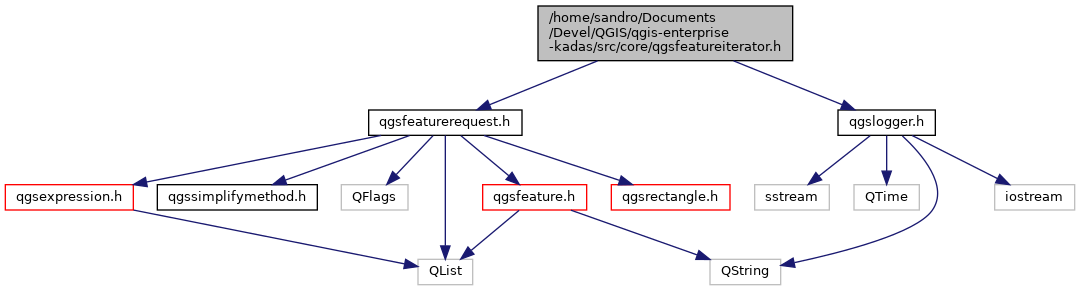 /home/sandro/Documents
/Devel/QGIS/qgis-enterprise
-kadas/src/core/qgsfeatureiterator.h
qgsfeaturerequest.h
qgslogger.h
qgsexpression.h
qgssimplifymethod.h
QFlags
qgsfeature.h
qgsrectangle.h
sstream
QTime
iostream
QList
QString